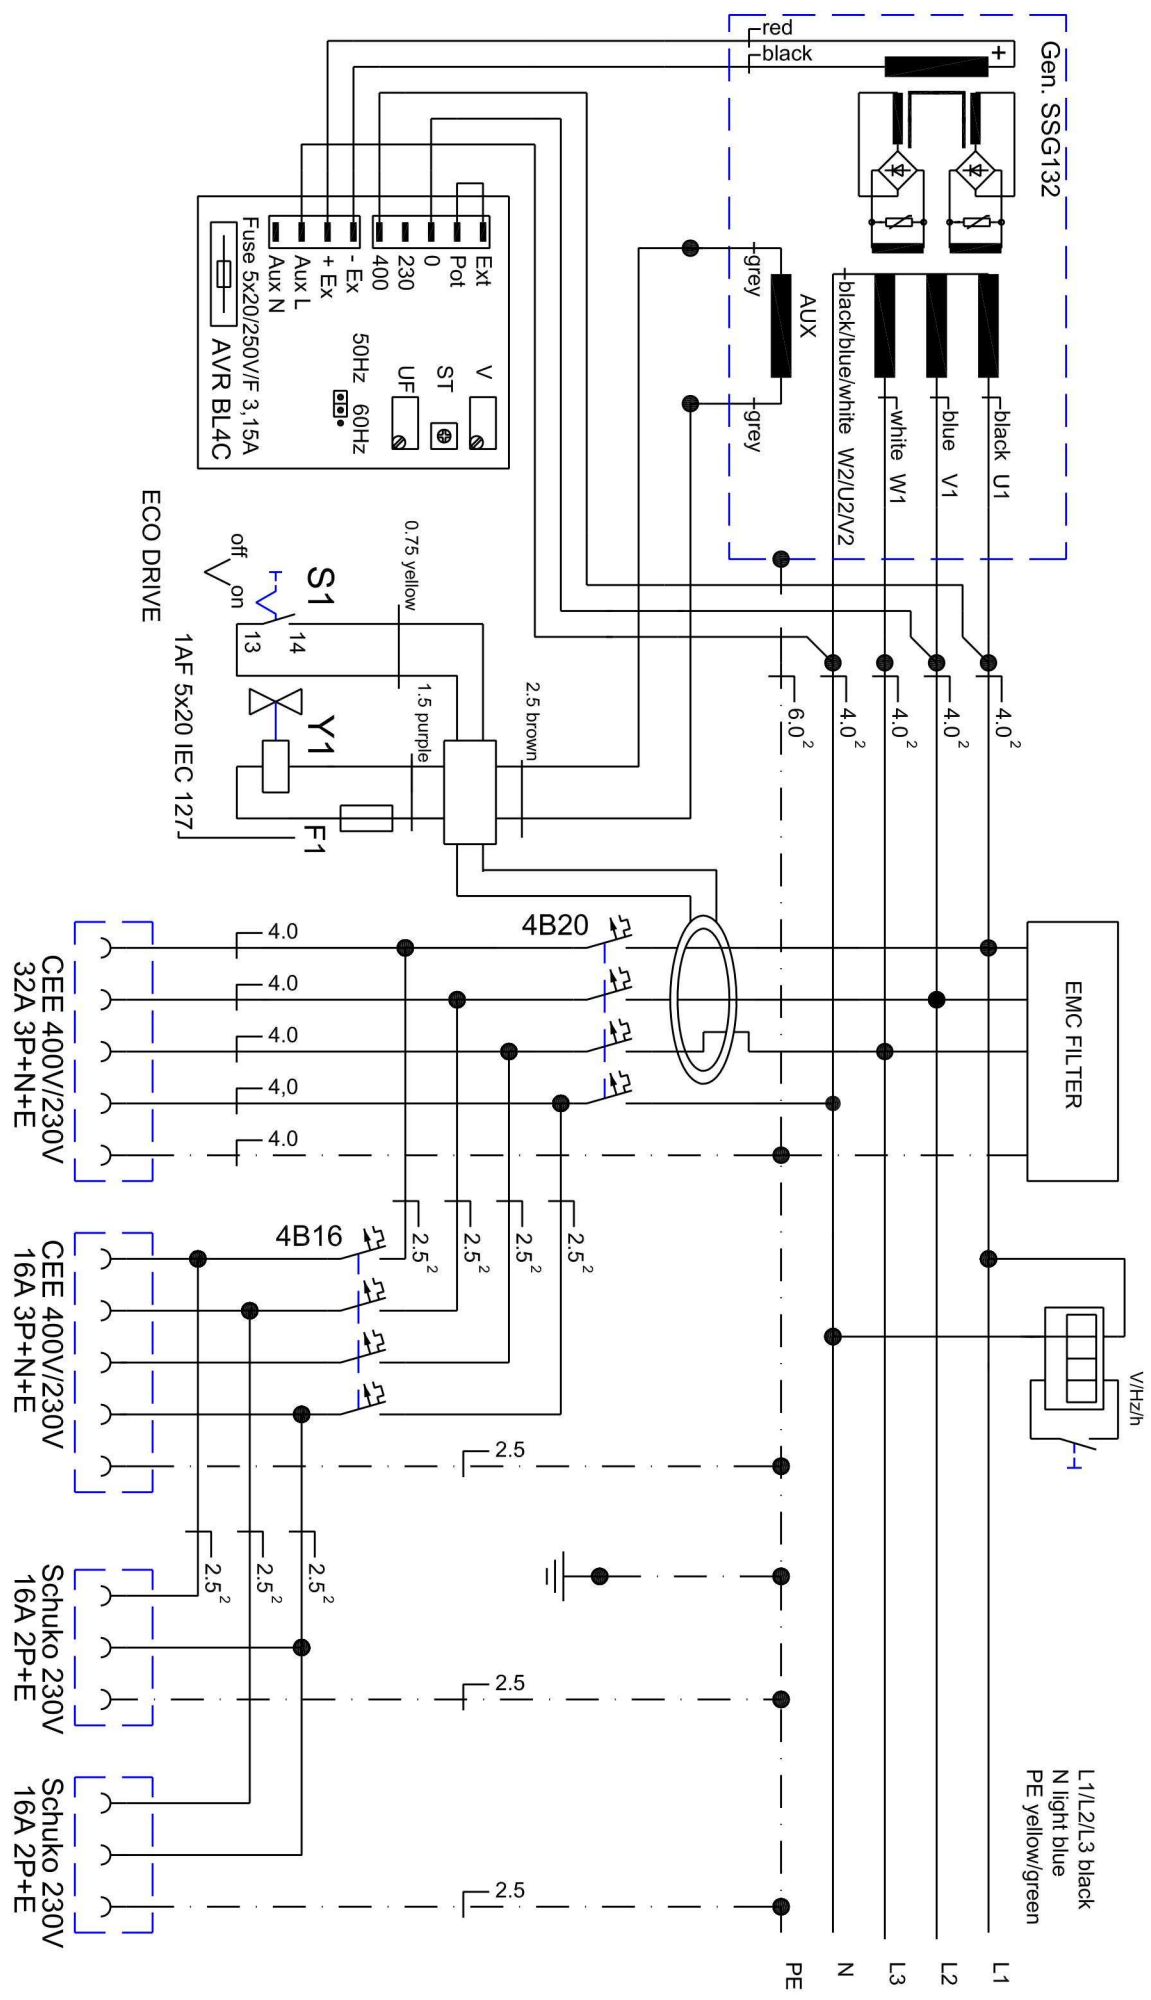 red
black
+
Gen. SSG132
grey
AUX
grey
black/blue/white W2/U2/V2
white W1
blue V1
black U1
Ext
Pot
0
230
400
- Ex
+ Ex
Aux L
Aux N
Fuse 5x20/250V/F 3,15A
AVR BL4C
50Hz 60Hz
V
ST
UF
ECO DRIVE
off
on
S1
13
14
0.75 yellow
1AF 5x20 IEC 127
Y1
F1
1.5 purple
2.5 brown
6.0²
4.0²
4.0²
4.0²
4.0²
4B20
EMC FILTER
4.0
4.0
4.0
4,0
4.0
CEE 400V/230V
32A 3P+N+E
4B16
2.5²
2.5²
2.5²
2.5²
V/Hz/h
CEE 400V/230V
16A 3P+N+E
2.5
2.5²
2.5²
2.5²
Schuko 230V
16A 2P+E
2.5
Schuko 230V
16A 2P+E
2.5
L1/L2/L3 black
N light blue
PE yellow/green
PE
N
L3
L2
L1